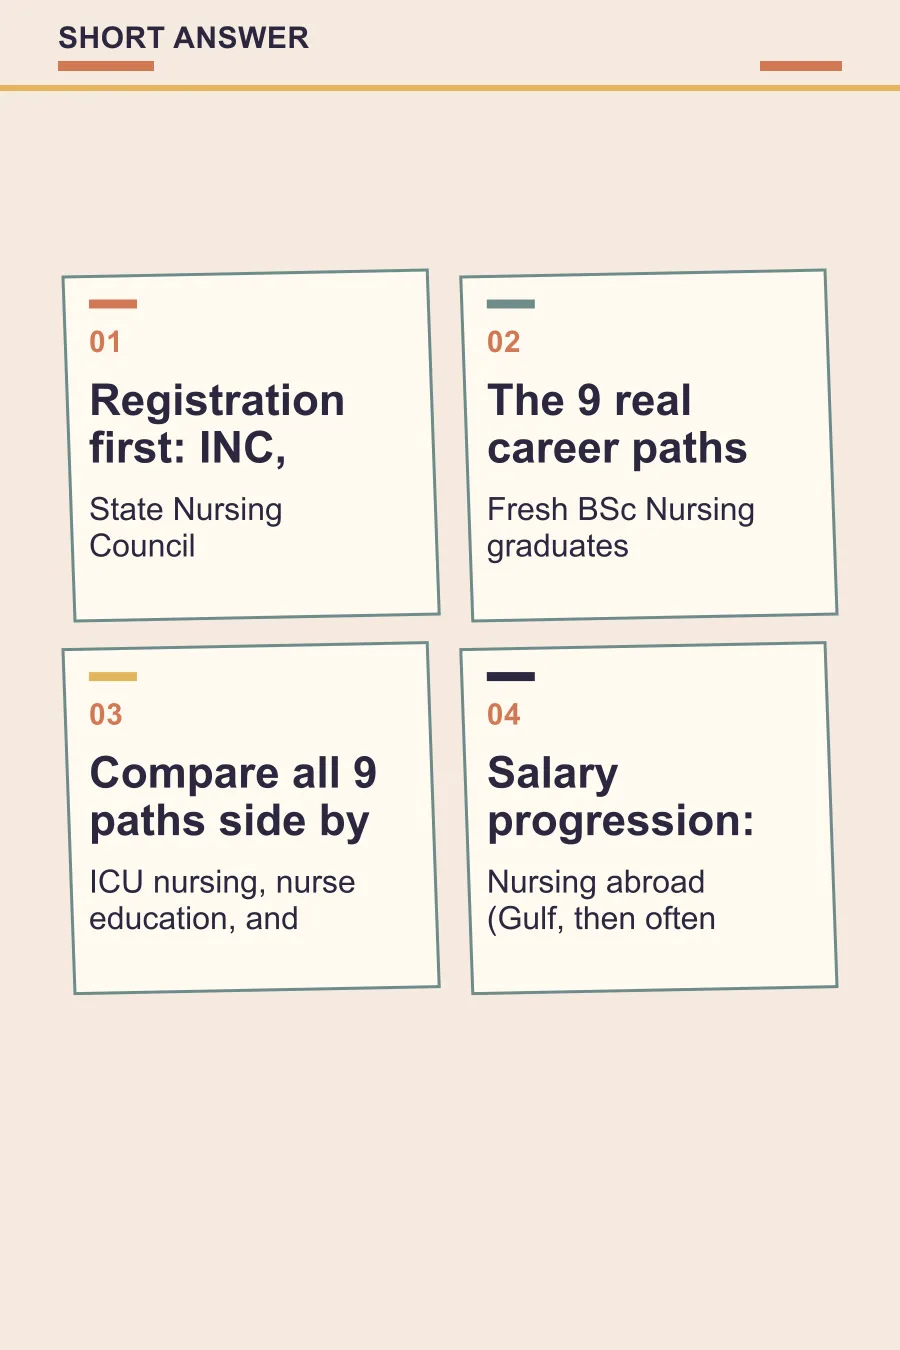 SHORT ANSWER
01
Registration
first: INC,
State Nursing
Council
02
The 9 real
career paths
Fresh BSc Nursing
graduates
03
Compare all 9
paths side by
ICU nursing, nurse
education, and
04
Salary
progression:
Nursing abroad
(Gulf, then often